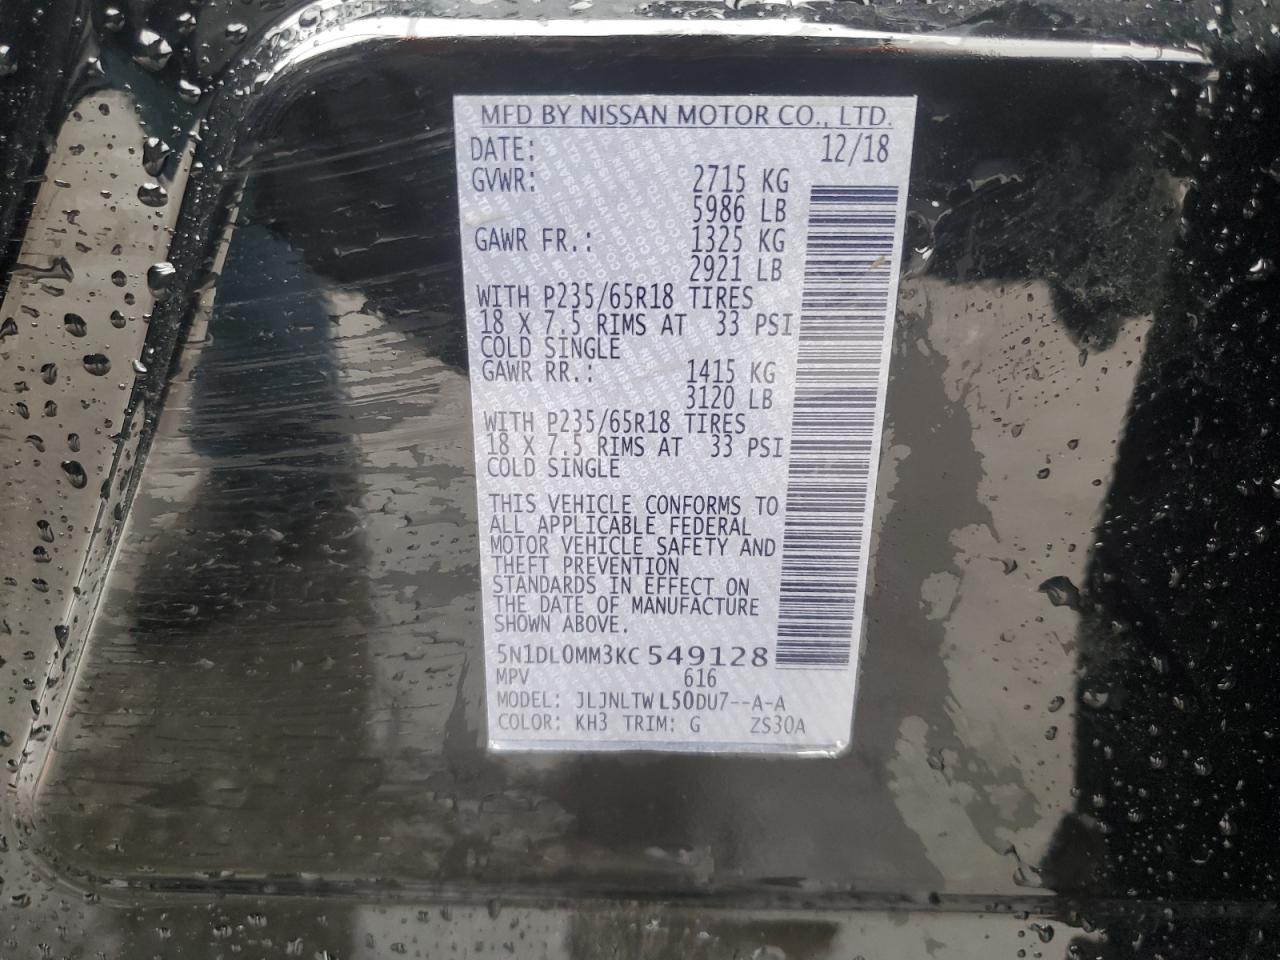 MFD BY NISSAN MOTOR CO., LTD.
DATE: 12/18
GVWR: 2715 KG
5986 LB
GAWR FR.: 1325 KG
2921 LB
WITH P235/65R18 TIRES
18 X 7.5 RIMS AT 33 PSI
COLD SINGLE
GAWR RR.: 1415 KG
3120 LB
WITH P235/65R18 TIRES
18 X 7.5 RIMS AT 33 PSI
COLD SINGLE
THIS VEHICLE CONFORMS TO
ALL APPLICABLE FEDERAL
MOTOR VEHICLE SAFETY AND
THEFT PREVENTION
STANDARDS IN EFFECT ON
THE DATE OF MANUFACTURE
SHOWN ABOVE.
5N1DL0MM3KC549128
MPV 616
MODEL: JLJNLTWL50DU7--A-A
COLOR: KH3 TRIM: G ZS30A